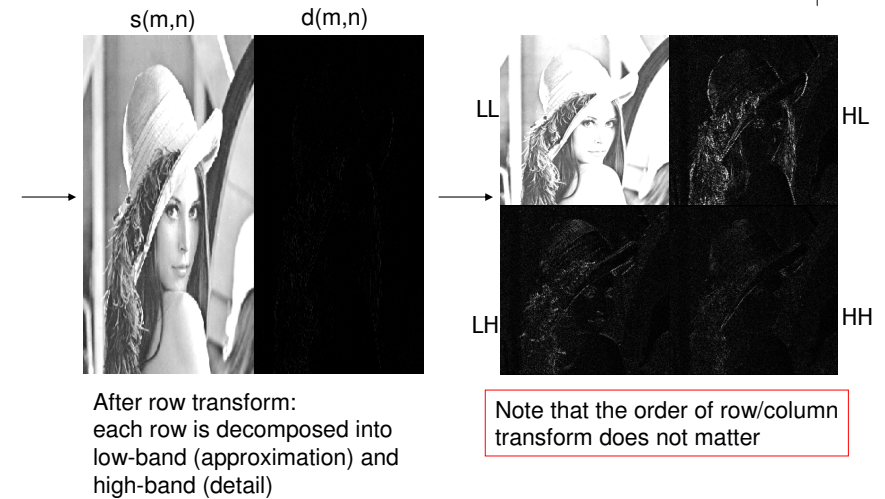 s(m,n)
d(m,n)
LL
HL
LH
HH
After row transform:
each row is decomposed into
low-band (approximation) and
high-band (detail)
Note that the order of row/column
transform does not matter